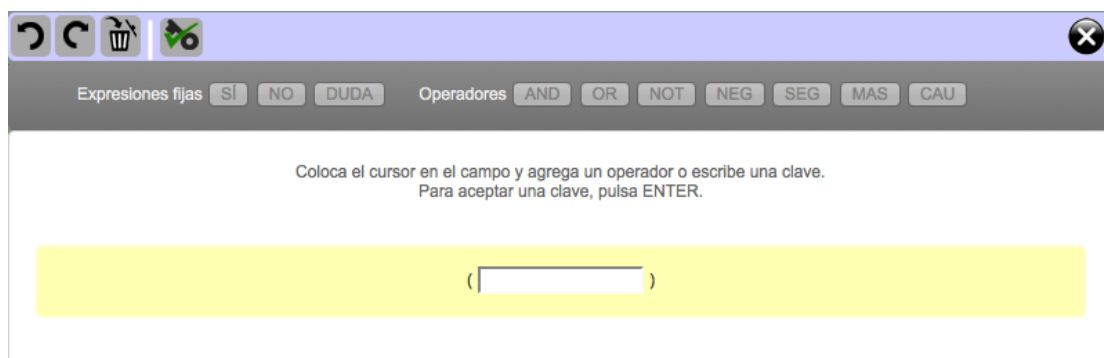 Expresiones fijas SÍ NO DUDA Operadores AND OR NOT NEG SEG MAS CAU
Coloca el cursor en el campo y agrega un operador o escribe una clave.
Para aceptar una clave, pulsa ENTER.
( )